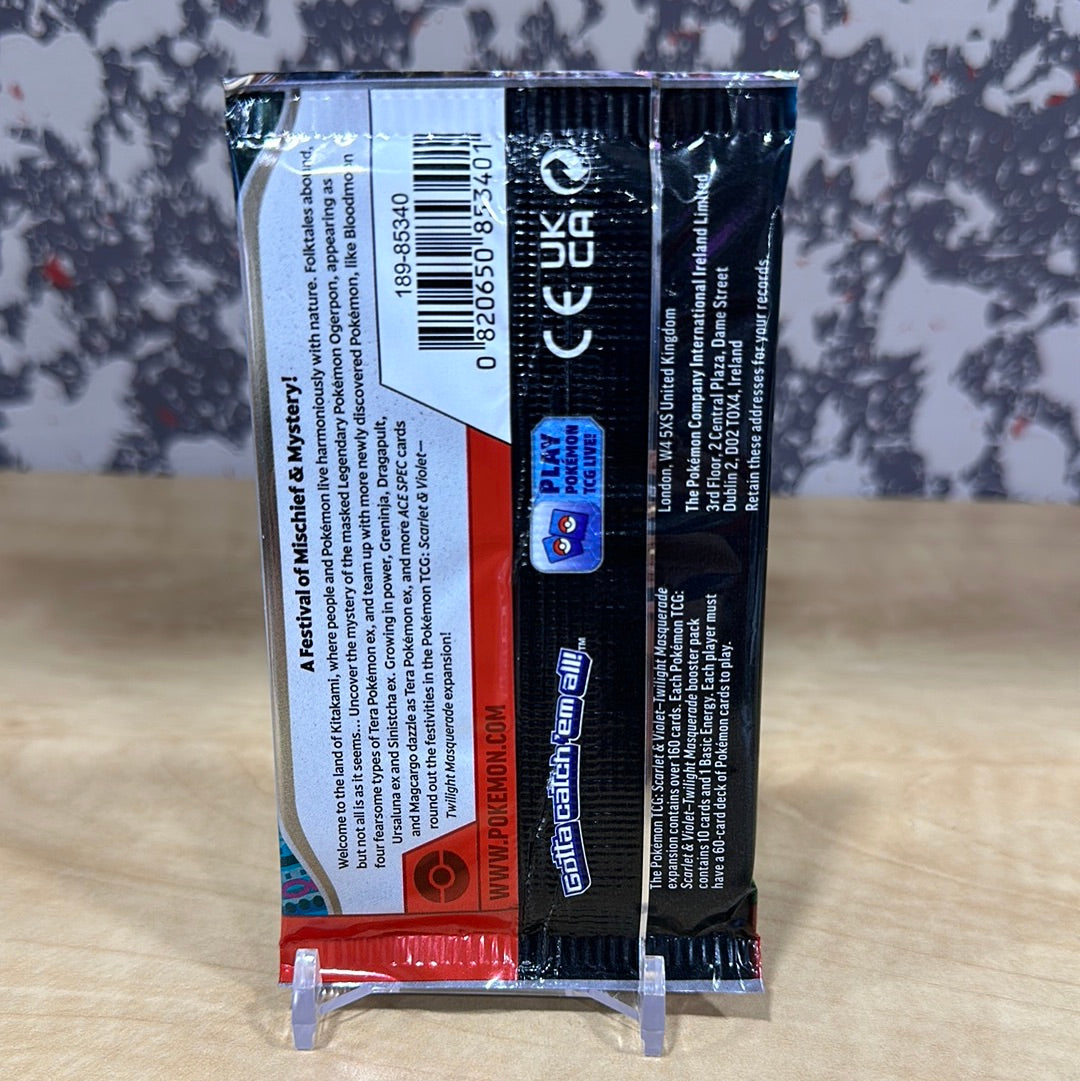 A Festival of Mischief & Mystery!
Welcome to the land of Kitakami, where people and Pokémon live harmoniously with nature. Folktales abound,
but not all is as it seems... Uncover the mystery of the masked Legendary Pokémon Ogerpon, appearing as
four fearsome types of Tera Pokémon ex, and team up with more newly discovered Pokémon, like Bloodmoon
Ursaluna ex and Sinistcha ex. Growing in power, Greninja, Dragapult,
and Magcargo dazzle as Tera Pokémon ex, and more ACE SPEC cards
round out the festivities in the Pokémon TCG: Scarlet & Violet—
Twilight Masquerade expansion!
189-85340
0 820650 853401
WWW.POKEMON.COM
Gotta catch 'em all!™
PLAY
POKÉMON
TCG LIVE!
CE
UK
CA
The Pokémon TCG: Scarlet & Violet—Twilight Masquerade
expansion contains over 160 cards. Each Pokémon TCG:
Scarlet & Violet—Twilight Masquerade booster pack
contains 10 cards and 1 Basic Energy. Each player must
have a 60-card deck of Pokémon cards to play.
London, W4 5XS United Kingdom
The Pokémon Company International Ireland Limited
3rd Floor, 2 Central Plaza, Dame Street
Dublin 2, D02 T0X4, Ireland
Retain these addresses for your records.